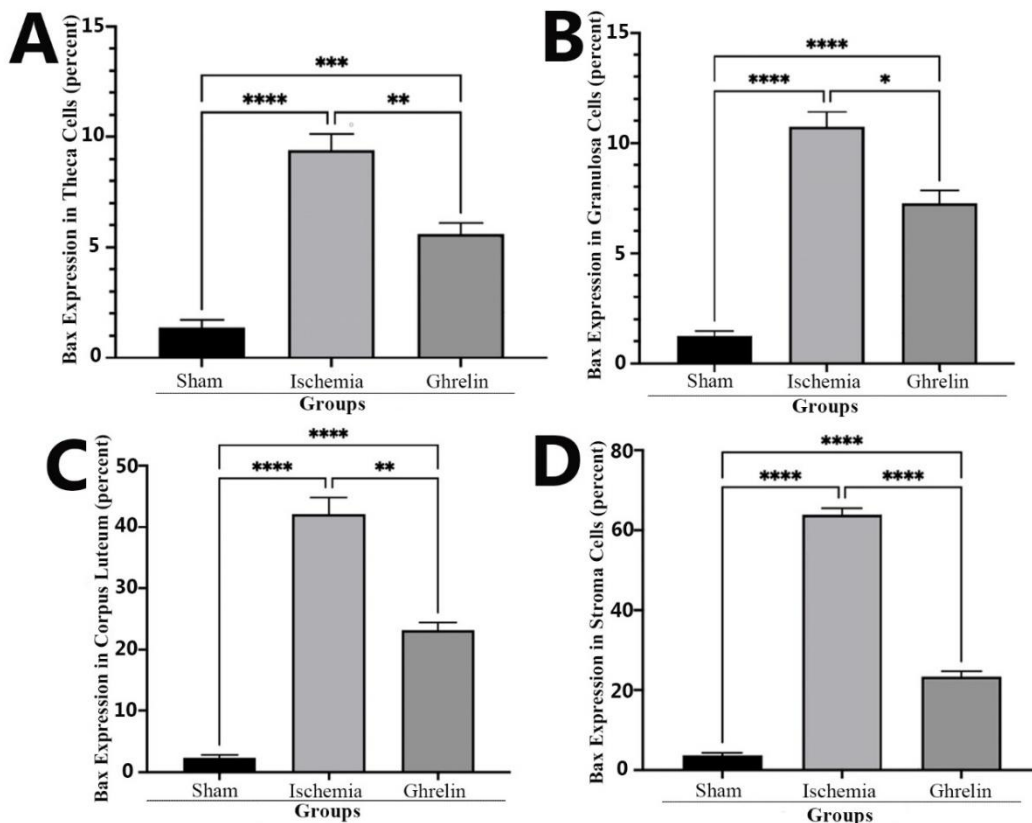 A
Bax Expression in Theca Cells (percent)
15
10
5
0
***
****
**
Sham
Ischemia
Ghrelin
Groups
B
Bax Expression in Granulosa Cells (percent)
15
10
5
0
****
****
*
Sham
Ischemia
Ghrelin
Groups
C
Bax Expression in Corpus Luteum (percent)
50
40
30
20
10
0
****
****
**
Sham
Ischemia
Ghrelin
Groups
D
Bax Expression in Stroma Cells (percent)
80
60
40
20
0
****
****
****
Sham
Ischemia
Ghrelin
Groups